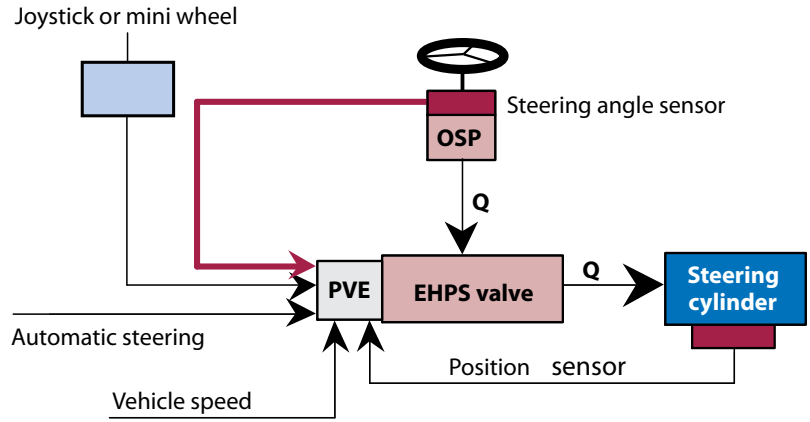 Joystick or mini wheel
Steering angle sensor
OSP
Q
PVE
EHPS valve
Q
Steering
cylinder
Automatic steering
Position sensor
Vehicle speed